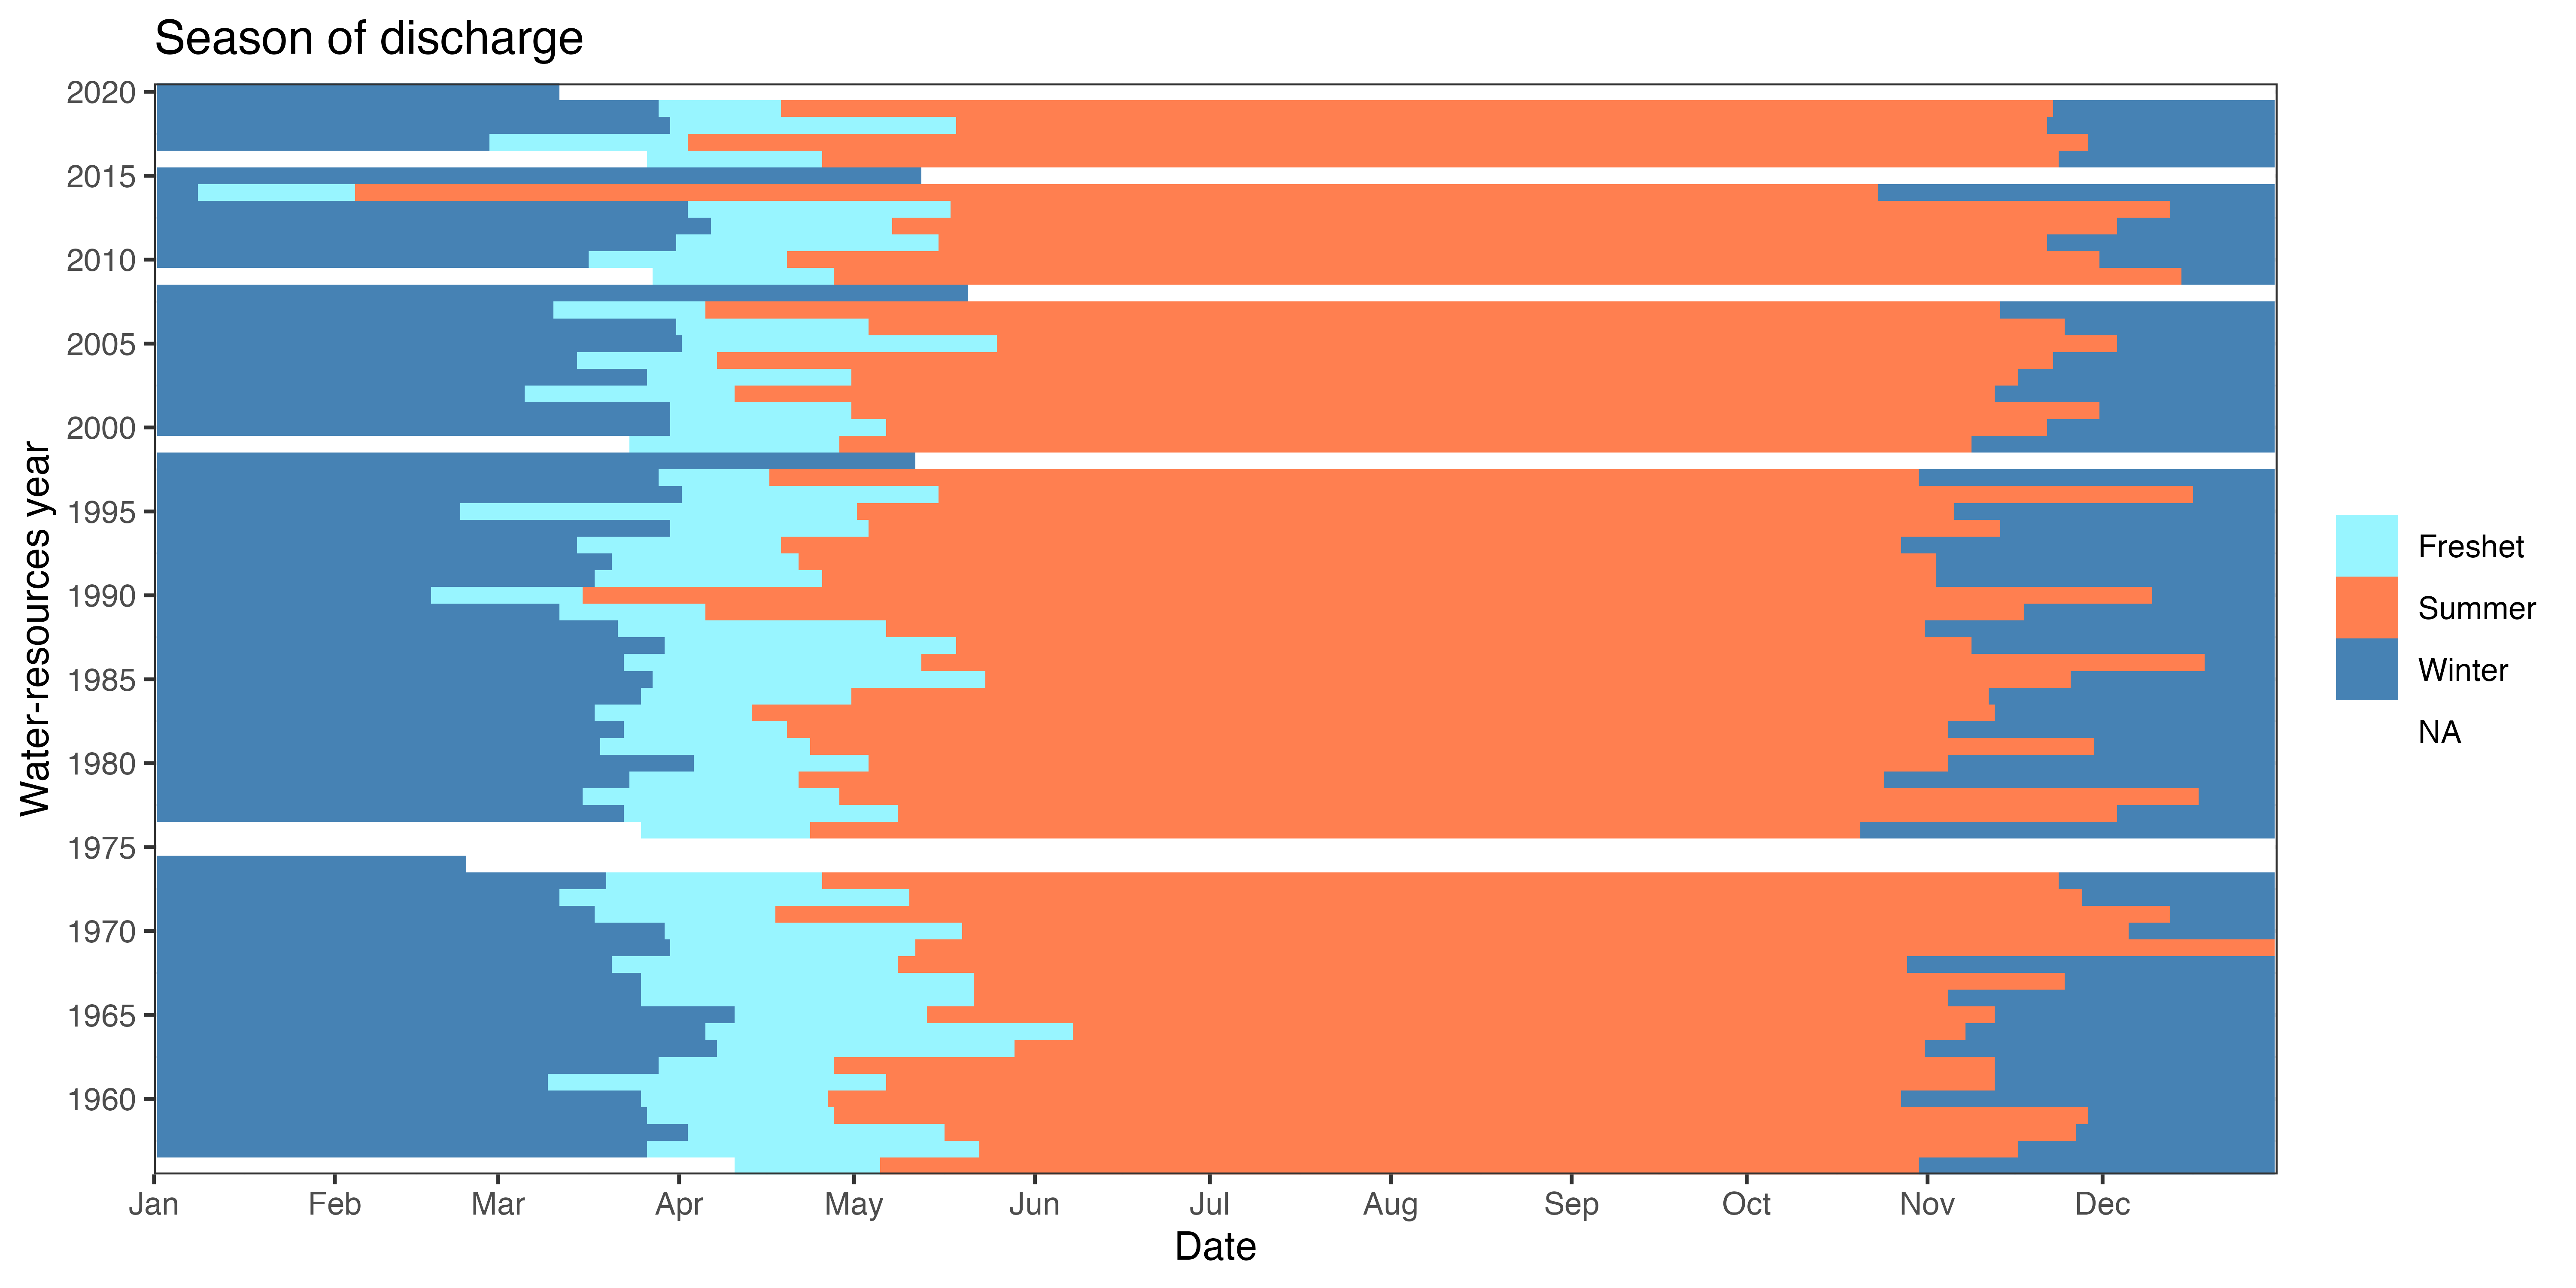 Season of discharge
2020
2015
2010
2005
2000
1995
1990
1985
1980
1975
1970
1965
1960
Water-resources year
Jan Feb Mar Apr May Jun Jul Aug Sep Oct Nov Dec
Date
Freshet
Summer
Winter
NA